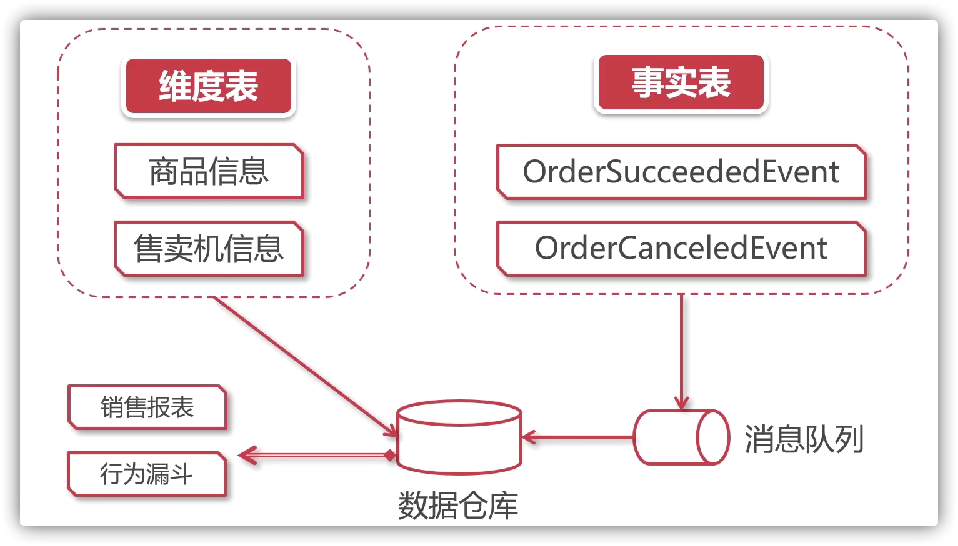 维度表
商品信息
售卖机信息
事实表
OrderSucceededEvent
OrderCanceledEvent
销售报表
行为漏斗
数据仓库
消息队列